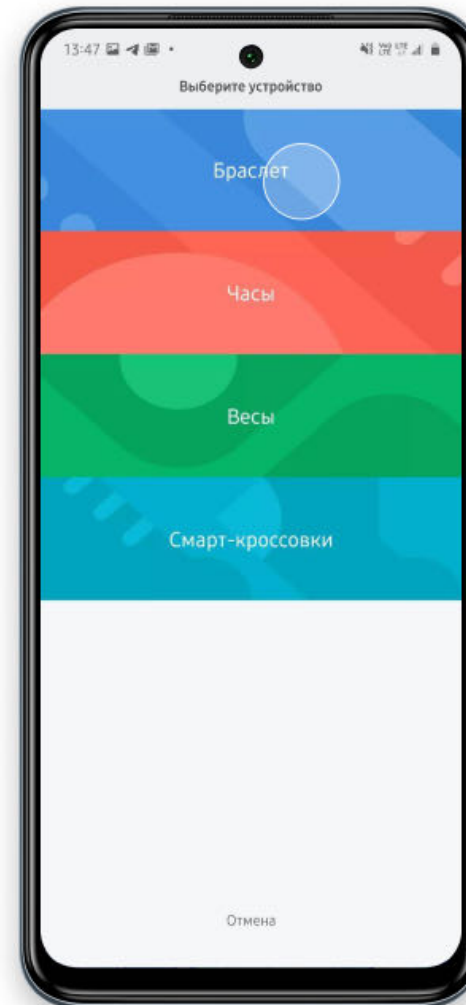 13:47
Выберите устройство
Браслет
Часы
Весы
Смарт-кроссовки
Отмена